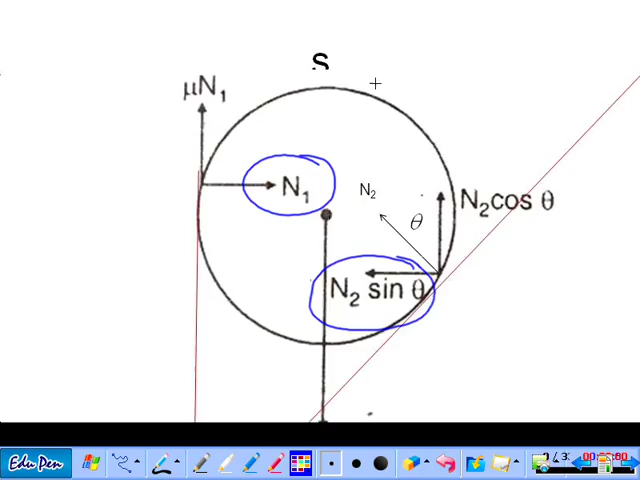 S
μN₁
N₁
N₂
N₂cos θ
θ
N₂ sin θ
Edu Pen